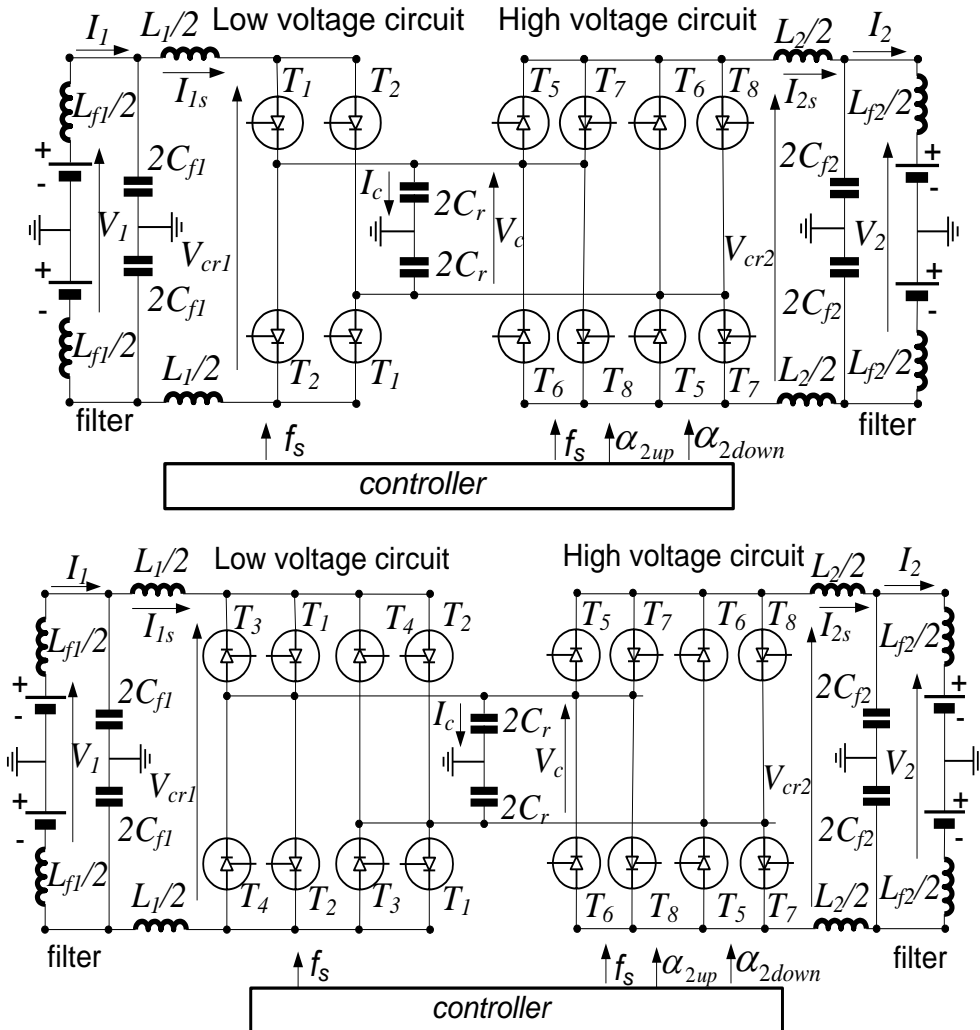 Low voltage circuit
High voltage circuit
I1
L1/2
I1s
T1
T2
T5
T7
T6
T8
L2/2
I2
I2s
Lf1/2
Lf2/2
+
-
2Cf1
Ic
2Cr
2Cf2
+
-
V1
Vcr1
Vc
Vcr2
V2
+
-
2Cf1
2Cr
2Cf2
+
-
Lf1/2
L1/2
T2
T1
T6
T8
T5
T7
L2/2
Lf2/2
filter
filter
fs
fs
α2up
α2down
controller
Low voltage circuit
High voltage circuit
I1
L1/2
I1s
T3
T1
T4
T2
T5
T7
T6
T8
L2/2
I2
I2s
Lf1/2
Lf2/2
+
-
2Cf1
Ic
2Cr
2Cf2
+
-
V1
Vcr1
Vc
Vcr2
V2
+
-
2Cf1
2Cr
2Cf2
+
-
Lf1/2
L1/2
T4
T2
T3
T1
T6
T8
T5
T7
L2/2
Lf2/2
filter
filter
fs
fs
α2up
α2down
controller